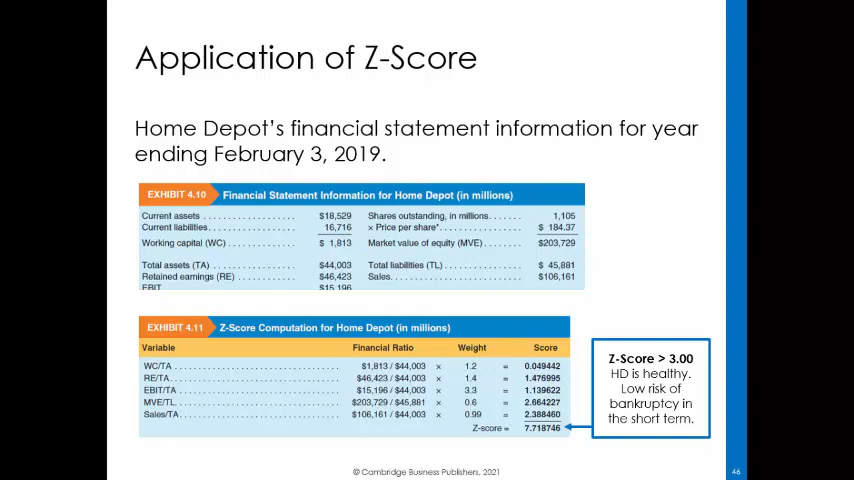 Application of Z-Score
Home Depot's financial statement information for year
ending February 3, 2019.
EXHIBIT 4.10 Financial Statement Information for Home Depot (in millions)
Current assets . . . . . . . . . . . . . . . . . . $18,529 Shares outstanding, in millions. . . . . . . 1,105
Current liabilities. . . . . . . . . . . . . . . . . 16,716 × Price per share*. . . . . . . . . . . . . . . . $ 184.37
Working capital (WC) . . . . . . . . . . . . . $ 1,813 Market value of equity (MVE) . . . . . . . $203,729
Total assets (TA) . . . . . . . . . . . . . . . . $44,003 Total liabilities (TL) . . . . . . . . . . . . . . . $ 45,881
Retained earnings (RE) . . . . . . . . . . . $46,423 Sales. . . . . . . . . . . . . . . . . . . . . . . . . $106,161
EBIT $15,196
EXHIBIT 4.11 Z-Score Computation for Home Depot (in millions)
Variable Financial Ratio Weight Score
WC/TA . . . . . . . . . . . . . . . . . . . . . . . . . . . . $1,813 / $44,003 × 1.2 = 0.049442
RE/TA. . . . . . . . . . . . . . . . . . . . . . . . . . . . . $46,423 / $44,003 × 1.4 = 1.476995
EBIT/TA . . . . . . . . . . . . . . . . . . . . . . . . . . . $15,196 / $44,003 × 3.3 = 1.139622
MVE/TL. . . . . . . . . . . . . . . . . . . . . . . . . . . $203,729 / $45,881 × 0.6 = 2.664227
Sales/TA. . . . . . . . . . . . . . . . . . . . . . . . . . $106,161 / $44,003 × 0.99 = 2.388460
Z-score = 7.718746
Z-Score > 3.00
HD is healthy.
Low risk of
bankruptcy in
the short term.
© Cambridge Business Publishers, 2021
46